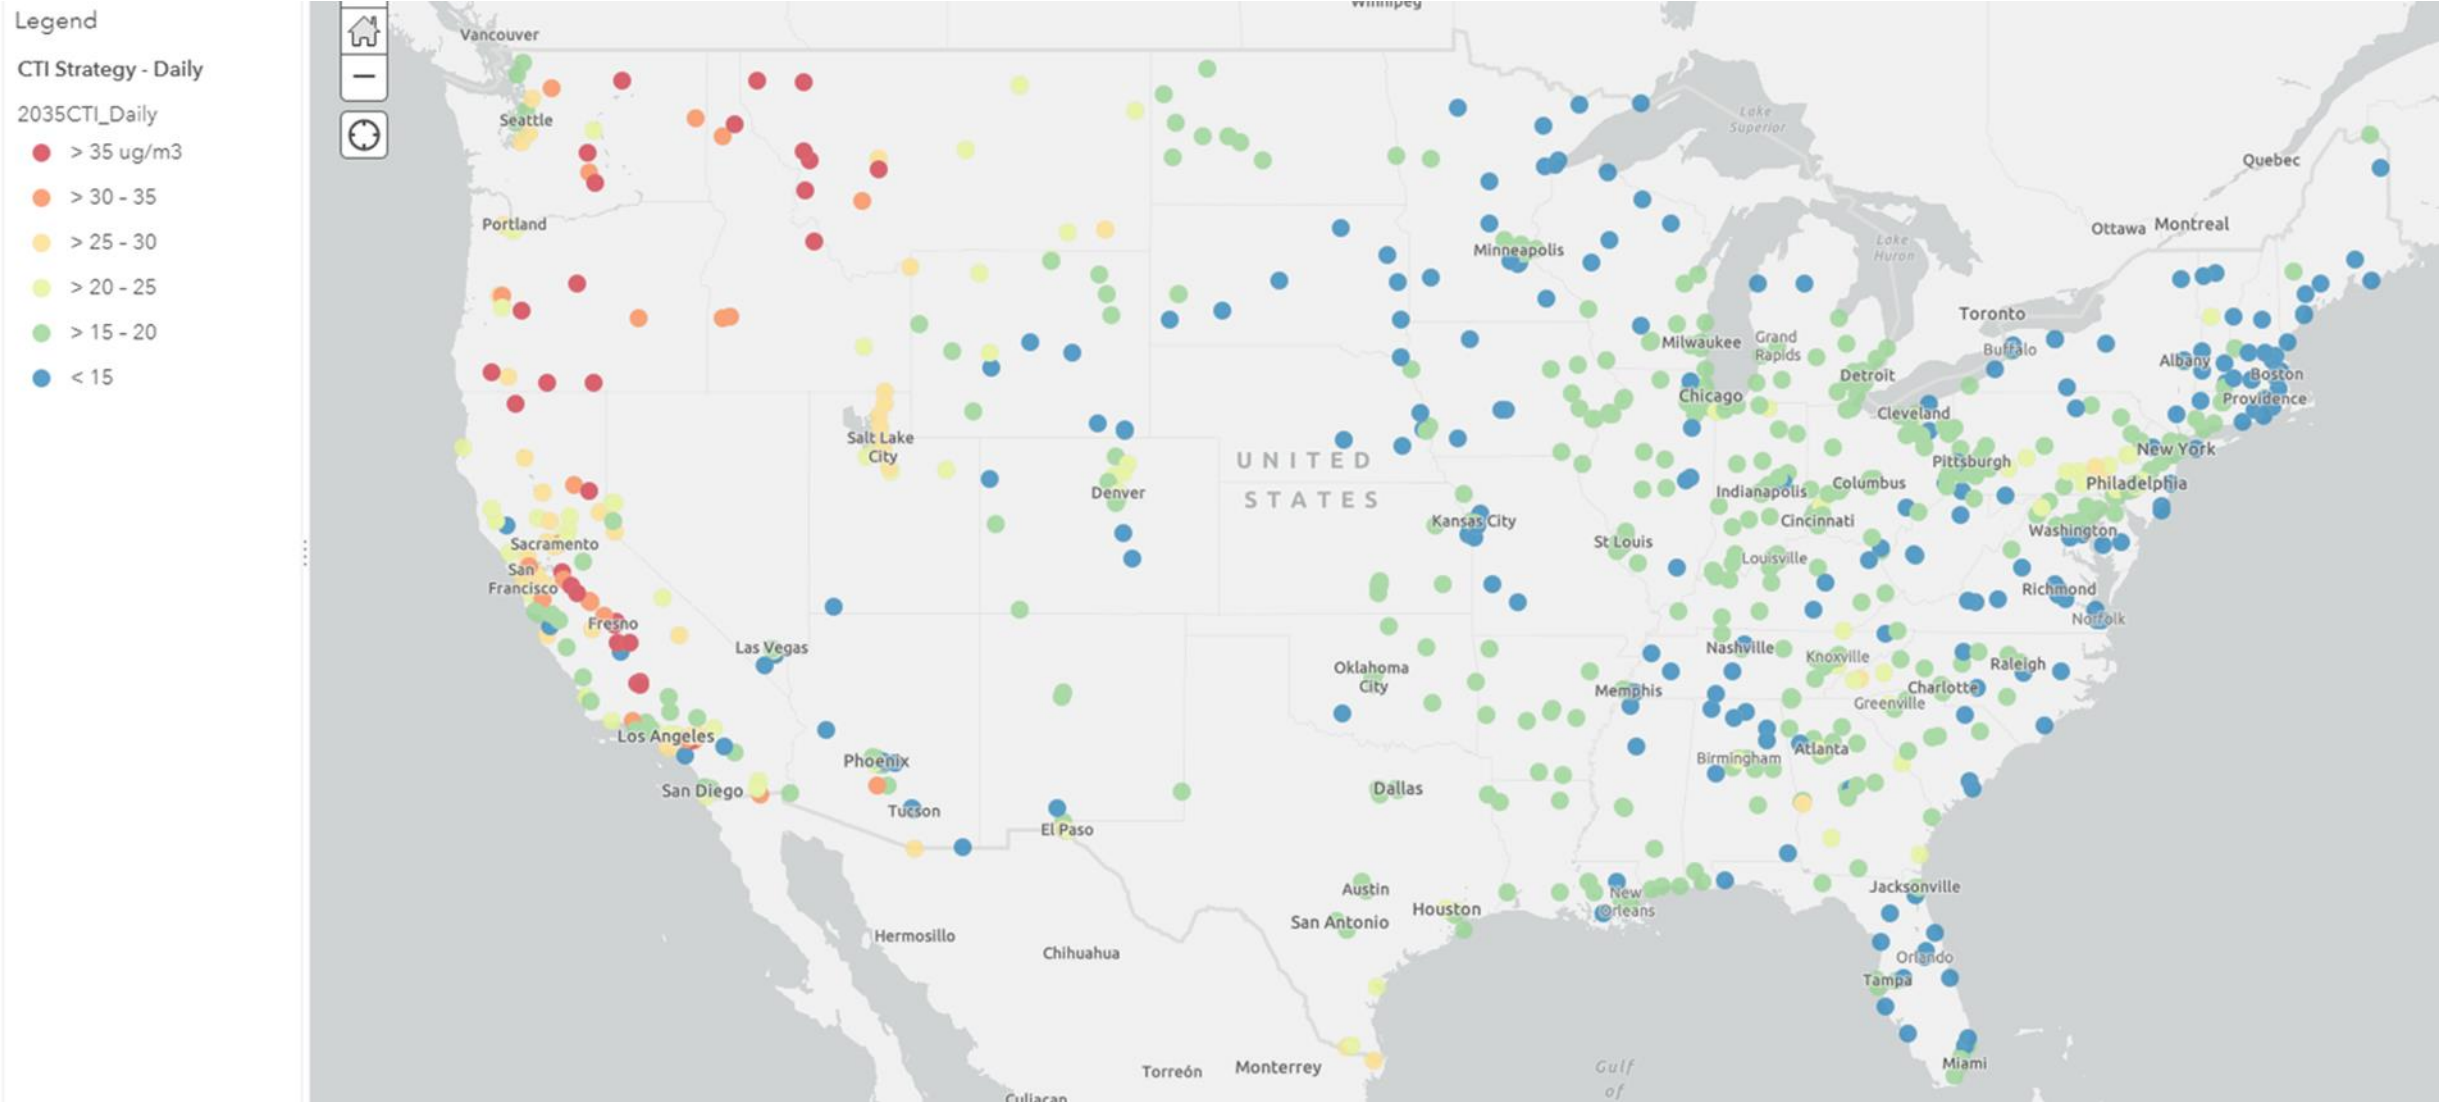 Legend
CTI Strategy - Daily
2035CTI_Daily
> 35 ug/m3
> 30 - 35
> 25 - 30
> 20 - 25
> 15 - 20
< 15
Winnipeg
Vancouver
Seattle
Lake
Superior
Quebec
Portland
Ottawa
Montreal
Minneapolis
Lake
Huron
Toronto
Milwaukee
Grand
Rapids
Buffalo
Albany
Detroit
Boston
Chicago
Providence
Cleveland
Salt Lake
City
UNITED
STATES
New York
Pittsburgh
Denver
Indianapolis
Columbus
Philadelphia
Kansas City
Cincinnati
Washington
Sacramento
St Louis
Louisville
San
Francisco
Richmond
Norfolk
Fresno
Las Vegas
Nashville
Knoxville
Raleigh
Oklahoma
City
Memphis
Charlotte
Greenville
Los Angeles
Atlanta
Phoenix
Birmingham
San Diego
Dallas
Tucson
El Paso
Austin
Jacksonville
New
Orleans
Houston
San Antonio
Hermosillo
Chihuahua
Orlando
Tampa
Miami
Torreón
Monterrey
Gulf
of
Culiacan